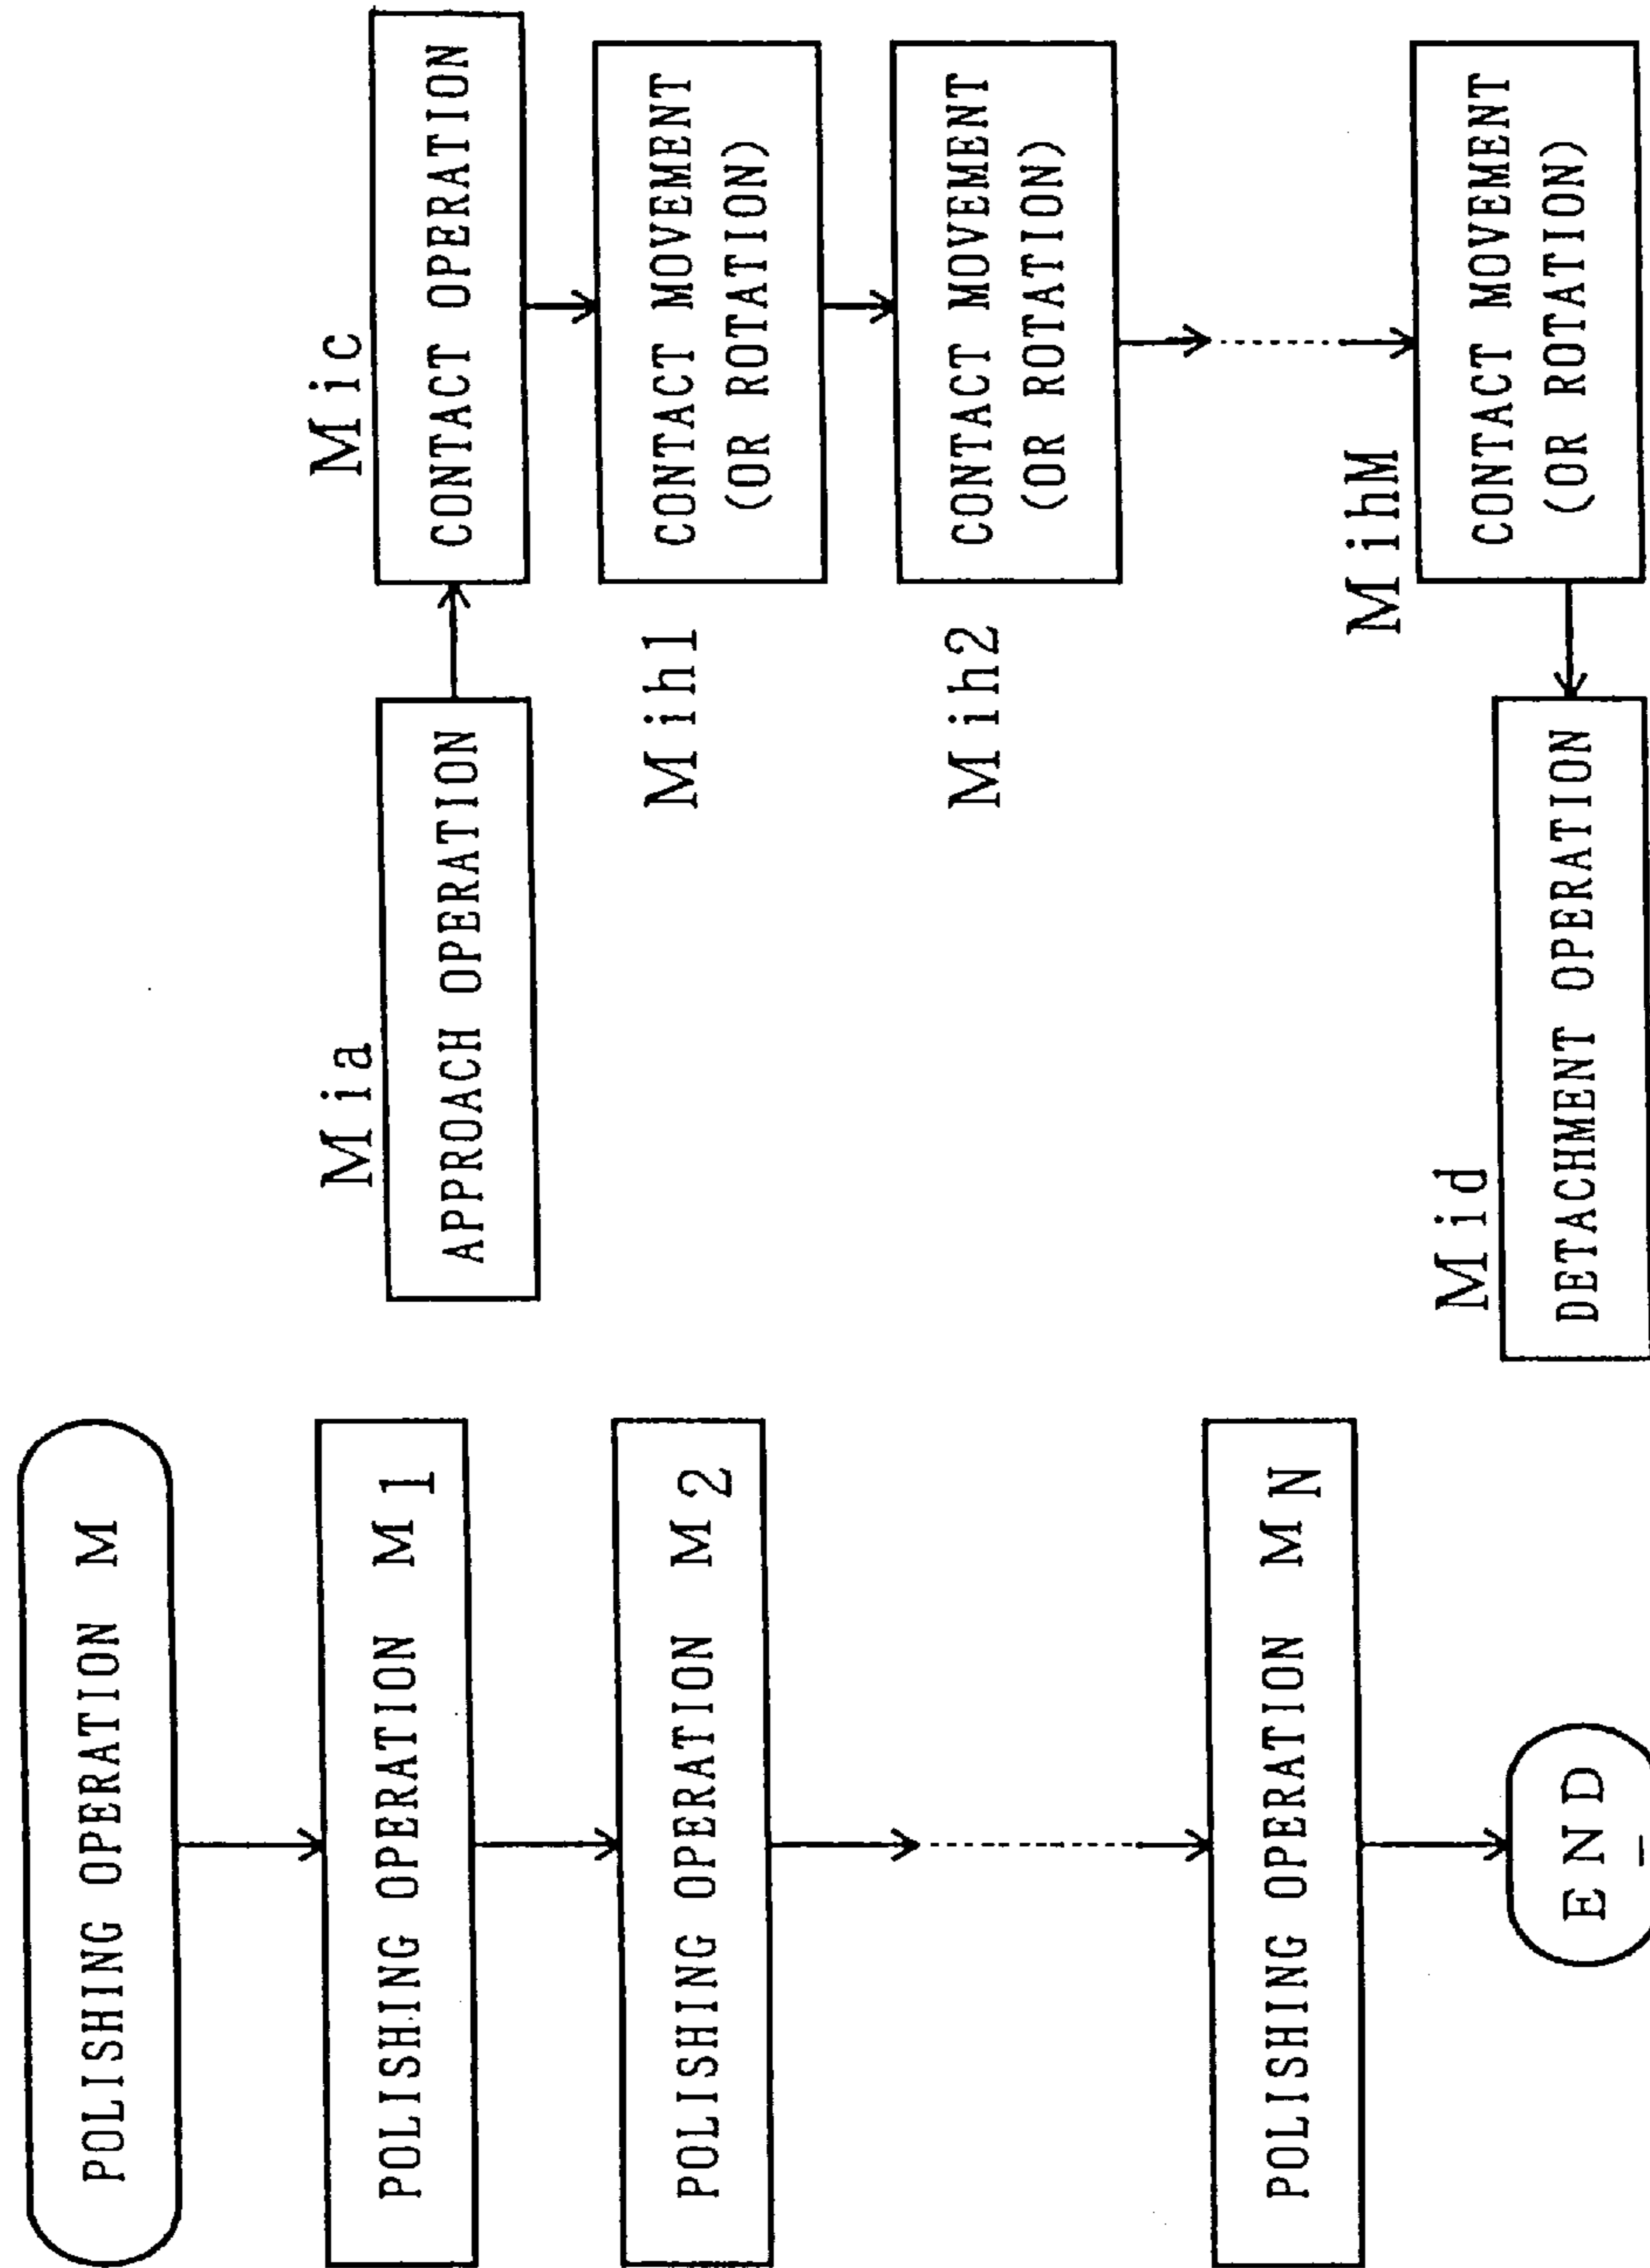 POLISHING OPERATION M
POLISHING OPERATION M1
POLISHING OPERATION M2
POLISHING OPERATION MN
END
Mia
APPROACH OPERATION
Mic
CONTACT OPERATION
Mih1
CONTACT MOVEMENT
(OR ROTATION)
Mih2
CONTACT MOVEMENT
(OR ROTATION)
MihM
CONTACT MOVEMENT
(OR ROTATION)
Mid
DETACHMENT OPERATION